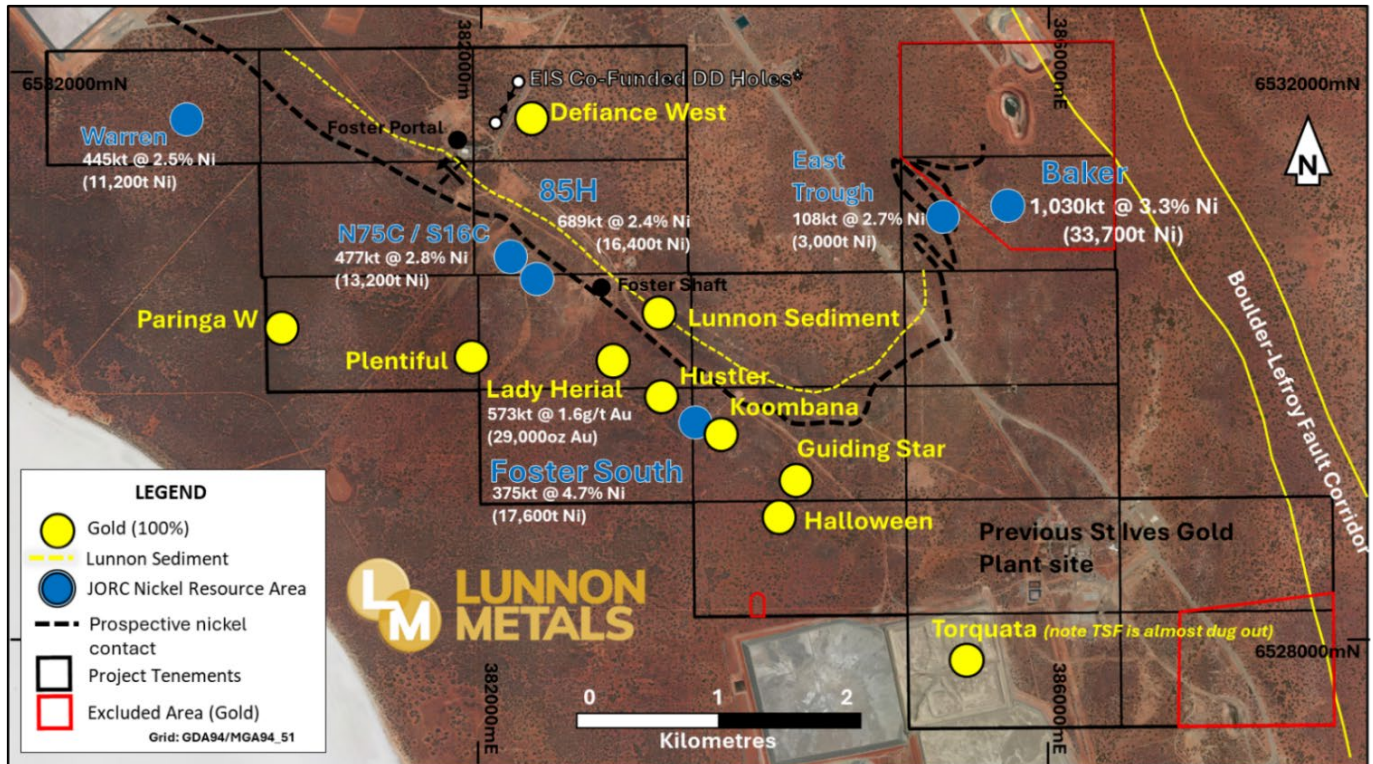 382000m
386000mE
6532000mN
6532000mN
EIS Co-Funded DD Holes*
Defiance West
Foster Portal
Warren
445kt @ 2.5% Ni
(11,200t Ni)
85H
689kt @ 2.4% Ni
(16,400t Ni)
East
Trough
108kt @ 2.7% Ni
(3,000t Ni)
Baker
1,030kt @ 3.3% Ni
(33,700t Ni)
N
N75C / S16C
477kt @ 2.8% Ni
(13,200t Ni)
Foster Shaft
Boulder-Lefroy Fault Corridor
Paringa W
Lunnon Sediment
Plentiful
Lady Herial
573kt @ 1.6g/t Au
(29,000oz Au)
Hustler
Koombana
Guiding Star
Foster South
375kt @ 4.7% Ni
(17,600t Ni)
Halloween
Previous St Ives Gold
Plant site
LEGEND
Gold (100%)
Lunnon Sediment
JORC Nickel Resource Area
Prospective nickel
contact
Project Tenements
Excluded Area (Gold)
Grid: GDA94/MGA94_51
LM
LUNNON
METALS
Torquata (note TSF is almost dug out)
6528000mN
382000mE
386000mE
0 1 2
Kilometres